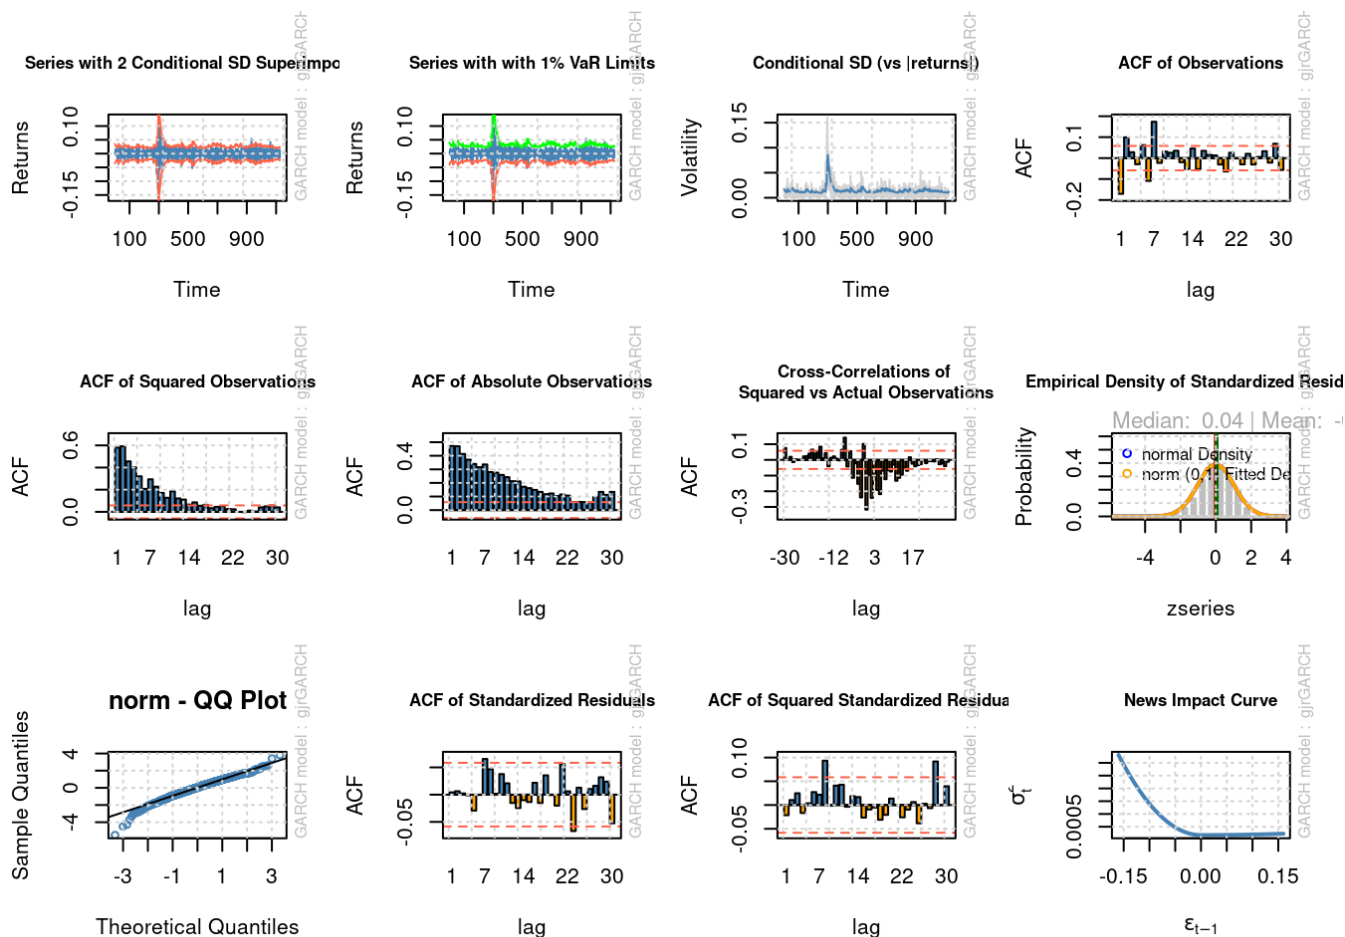 Series with 2 Conditional SD Superimpo
Returns
0.10
-0.15
100 500 900
Time
GARCH model : gjrGARCH
Series with with 1% VaR Limits
Returns
0.10
-0.15
100 500 900
Time
GARCH model : gjrGARCH
Conditional SD (vs |returns|)
Volatility
0.15
0.00
100 500 900
Time
GARCH model : gjrGARCH
ACF of Observations
ACF
0.1
-0.2
1 7 14 22 30
lag
GARCH model : gjrGARCH
ACF of Squared Observations
ACF
0.6
0.0
1 7 14 22 30
lag
GARCH model : gjrGARCH
ACF of Absolute Observations
ACF
0.4
0.0
1 7 14 22 30
lag
GARCH model : gjrGARCH
Cross-Correlations of
Squared vs Actual Observations
ACF
0.1
-0.3
-30 -12 3 17
lag
GARCH model : gjrGARCH
Empirical Density of Standardized Resid
Median: 0.04 | Mean: -
Probability
0.4
0.0
normal Density
norm (0,1) Fitted De
-4 0 2 4
zseries
GARCH model : gjrGARCH
norm - QQ Plot
Sample Quantiles
4
0
-4
-3 -1 1 3
Theoretical Quantiles
GARCH model : gjrGARCH
ACF of Standardized Residuals
ACF
-0.05
1 7 14 22 30
lag
GARCH model : gjrGARCH
ACF of Squared Standardized Residua
ACF
0.10
-0.05
1 7 14 22 30
lag
News Impact Curve
0.0005
-0.15 0.00 0.15
εt−1
GARCH model : gjrGARCH